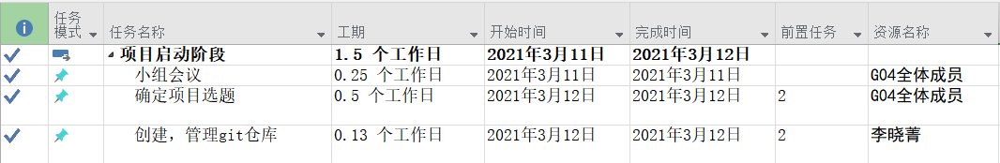 任务模式 任务名称 工期 开始时间 完成时间 前置任务 资源名称
项目启动阶段 1.5 个工作日 2021年3月11日 2021年3月12日
小组会议 0.25 个工作日 2021年3月11日 2021年3月11日 G04全体成员
确定项目选题 0.5 个工作日 2021年3月12日 2021年3月12日 2 G04全体成员
创建，管理git仓库 0.13 个工作日 2021年3月12日 2021年3月12日 2 李晓菁